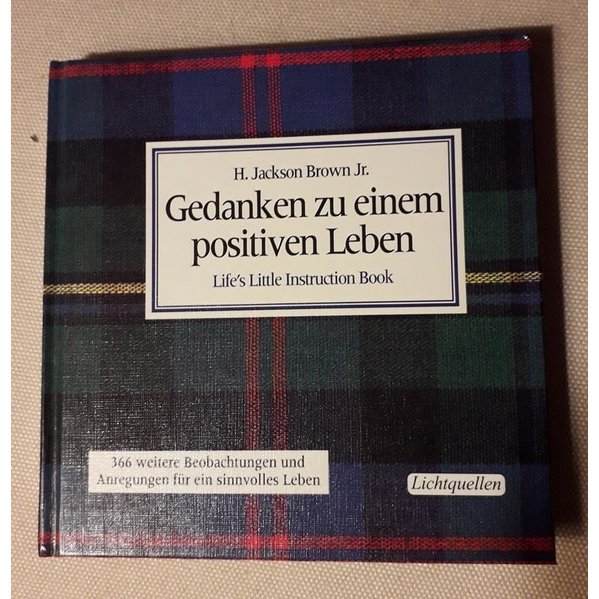 H. Jackson Brown Jr.
Gedanken zu einem
positiven Leben
Life's Little Instruction Book
366 weitere Beobachtungen und
Anregungen für ein sinnvolles Leben
Lichtquellen